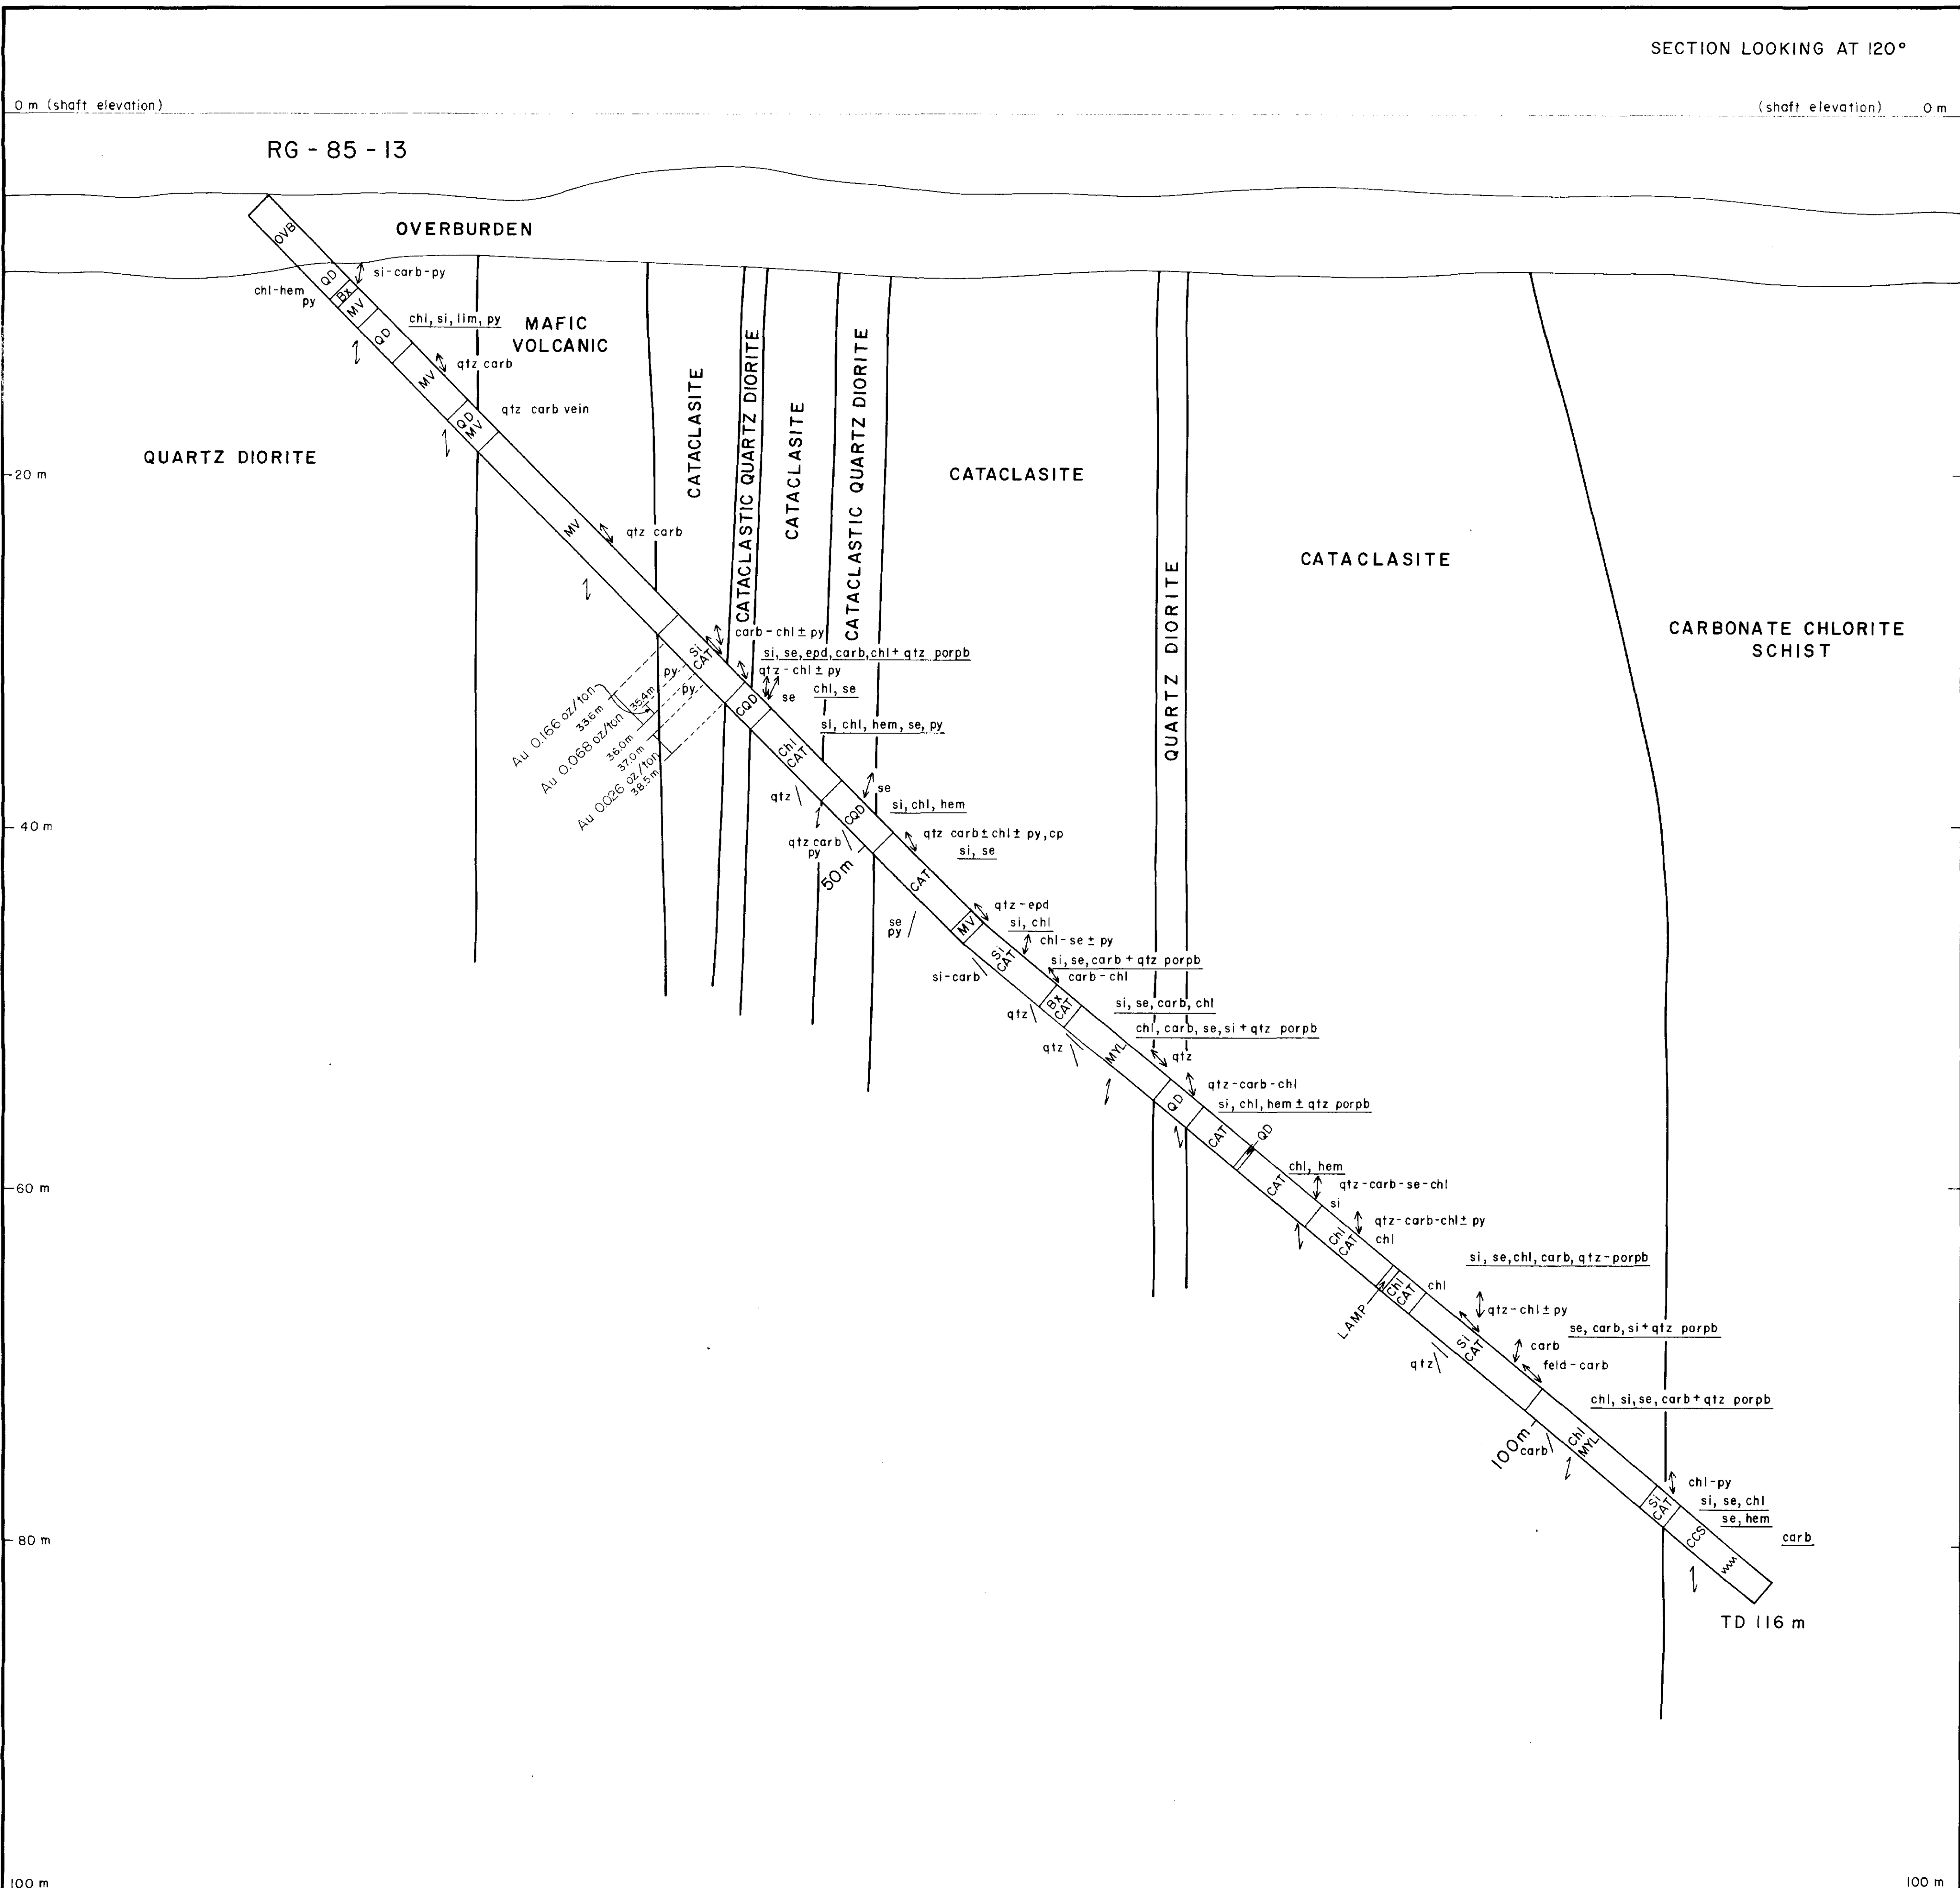 SECTION LOOKING AT 120°
0 m (shaft elevation)
(shaft elevation) 0 m
RG - 85 - 13
OVERBURDEN
OVB
QD
si-carb-py
Bx
chl-hem
py
MV
chl, si, lim, py
MAFIC
VOLCANIC
QD
qtz carb
MV
qtz carb vein
QD
MV
QUARTZ DIORITE
CATACLASITE
CATACLASTIC QUARTZ DIORITE
CATACLASITE
CATACLASTIC QUARTZ DIORITE
CATACLASITE
20 m
MV
qtz carb
QUARTZ DIORITE
CATACLASITE
CARBONATE CHLORITE
SCHIST
carb-chl ± py
Si
CAT
si, se, epd, carb, chl + qtz porpb
py
qtz - chl ± py
py
se
chl, se
CQD
Au 0.166 oz/ton
33.6m
35.4m
Au 0.068 oz/ton
36.0m
37.0m
Au 0.026 oz/ton
38.5m
si, chl, hem, se, py
Chl
CAT
qtz
se
si, chl, hem
CQD
40 m
qtz carb ± chl ± py, cp
qtz carb
py
si, se
50m
CAT
qtz-epd
se
py
MV
si, chl
chl-se ± py
Si
CAT
si, se, carb + qtz porpb
si-carb
carb-chl
Bx
CAT
si, se, carb, chl
qtz
chl, carb, se, si + qtz porpb
qtz
MYL
qtz
qtz-carb-chl
QD
si, chl, hem ± qtz porpb
CAT
QD
chl, hem
60 m
CAT
qtz-carb-se-chl
si
qtz-carb-chl ± py
Chl
CAT
chl
si, se, chl, carb, qtz-porpb
chl
Chl
CAT
LAMP
qtz-chl ± py
se, carb, si + qtz porpb
Si
CAT
carb
qtz
feld-carb
chl, si, se, carb + qtz porpb
100m
carb
Chl
MYL
chl-py
Si
CAT
si, se, chl
se, hem
carb
80 m
CCS
TD 116 m
100 m
100 m